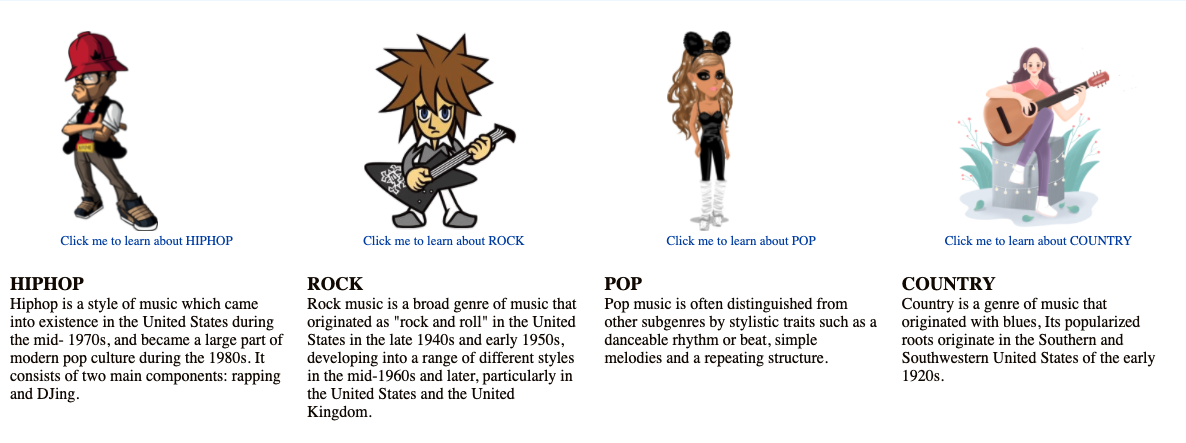 Click me to learn about HIPHOP
Click me to learn about ROCK
Click me to learn about POP
Click me to learn about COUNTRY
HIPHOP
Hiphop is a style of music which came
into existence in the United States during
the mid- 1970s, and became a large part of
modern pop culture during the 1980s. It
consists of two main components: rapping
and DJing.
ROCK
Rock music is a broad genre of music that
originated as "rock and roll" in the United
States in the late 1940s and early 1950s,
developing into a range of different styles
in the mid-1960s and later, particularly in
the United States and the United
Kingdom.
POP
Pop music is often distinguished from
other subgenres by stylistic traits such as a
danceable rhythm or beat, simple
melodies and a repeating structure.
COUNTRY
Country is a genre of music that
originated with blues, Its popularized
roots originate in the Southern and
Southwestern United States of the early
1920s.